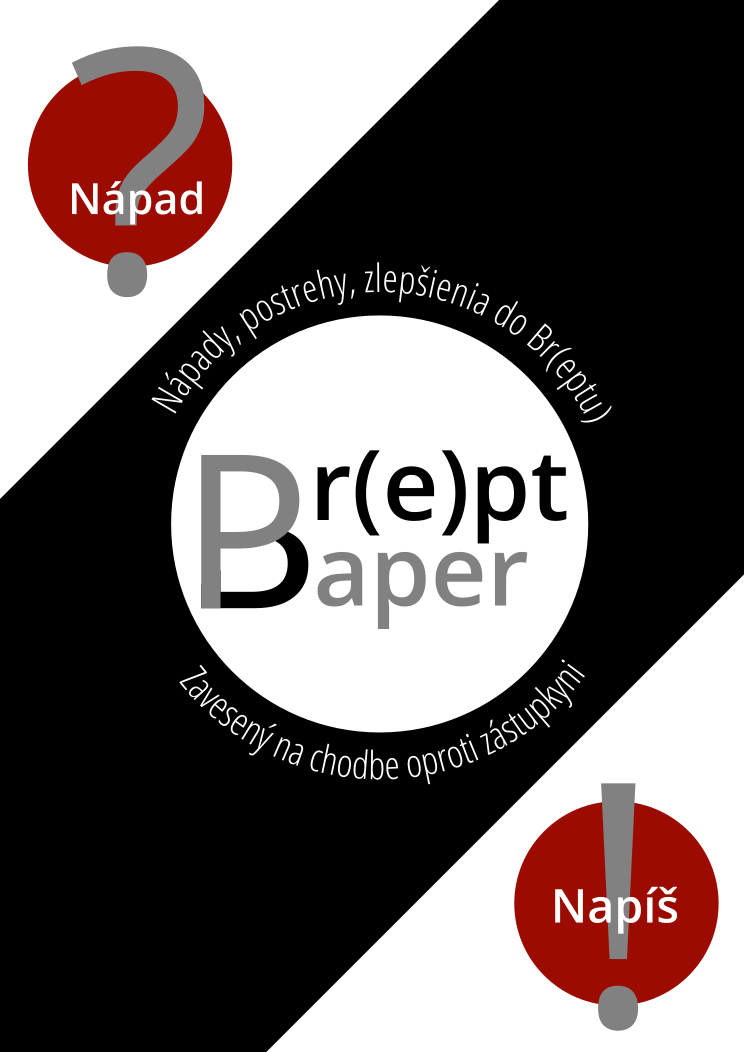 ?
Nápad
Nápady, postrehy, zlepšienia do Br(eptu)
Br(e)pt
Baper
Zavesený na chodbe oproti zástupkyni
!
Napíš